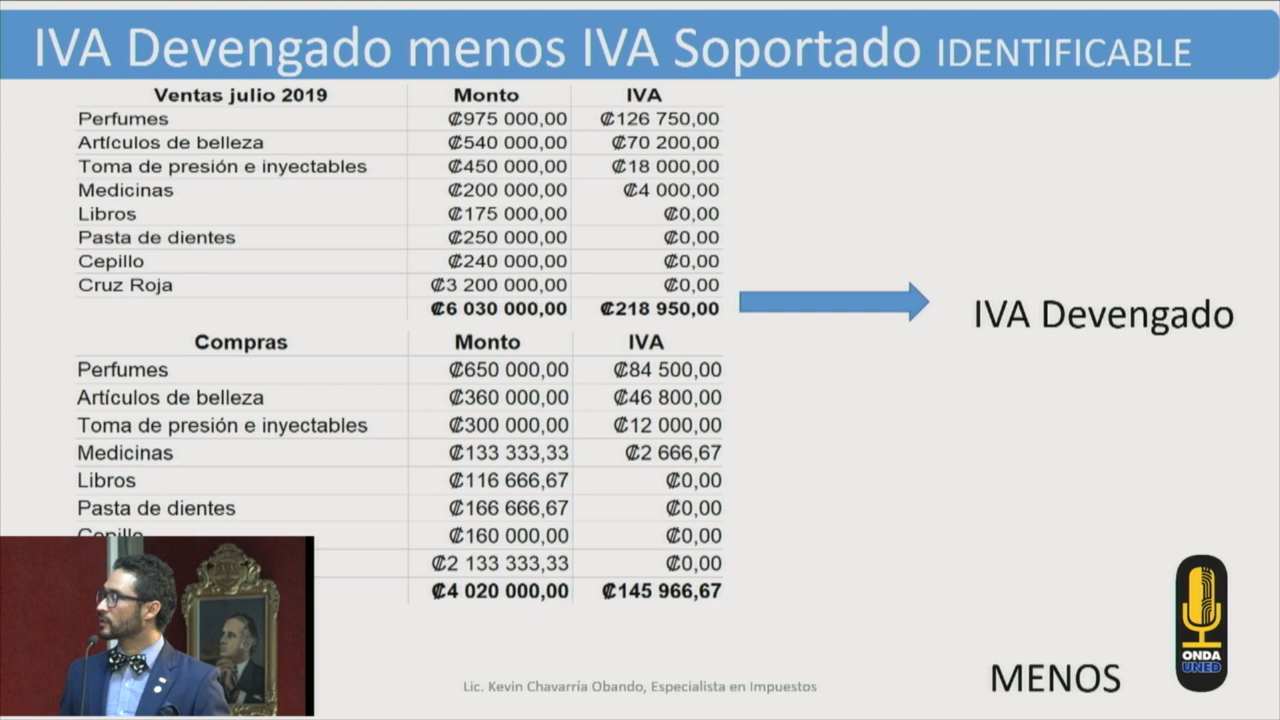 IVA Devengado menos IVA Soportado IDENTIFICABLE
Ventas julio 2019 Monto IVA
Perfumes ₡975 000,00 ₡126 750,00
Artículos de belleza ₡540 000,00 ₡70 200,00
Toma de presión e inyectables ₡450 000,00 ₡18 000,00
Medicinas ₡200 000,00 ₡4 000,00
Libros ₡175 000,00 ₡0,00
Pasta de dientes ₡250 000,00 ₡0,00
Cepillo ₡240 000,00 ₡0,00
Cruz Roja ₡3 200 000,00 ₡0,00
₡6 030 000,00 ₡218 950,00
IVA Devengado
Compras Monto IVA
Perfumes ₡650 000,00 ₡84 500,00
Artículos de belleza ₡360 000,00 ₡46 800,00
Toma de presión e inyectables ₡300 000,00 ₡12 000,00
Medicinas ₡133 333,33 ₡2 666,67
Libros ₡116 666,67 ₡0,00
Pasta de dientes ₡166 666,67 ₡0,00
Cepillo ₡160 000,00 ₡0,00
₡2 133 333,33 ₡0,00
₡4 020 000,00 ₡145 966,67
ONDA
UNED
MENOS
Lic. Kevin Chavarría Obando, Especialista en Impuestos